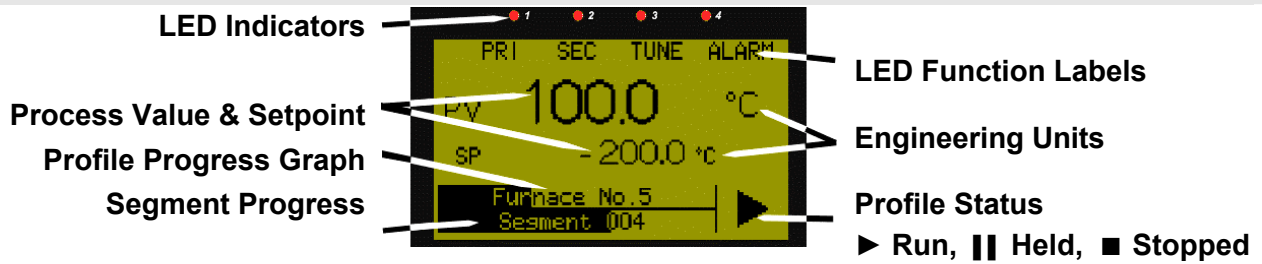 LED Indicators
1 2 3 4
PRI SEC TUNE ALARM
LED Function Labels
Process Value & Setpoint
PV 100.0 °C
Engineering Units
SP -200.0 °C
Profile Progress Graph
Furnace No.5
Segment Progress
Segment 004
Profile Status
► Run, ❚❚ Held, ■ Stopped